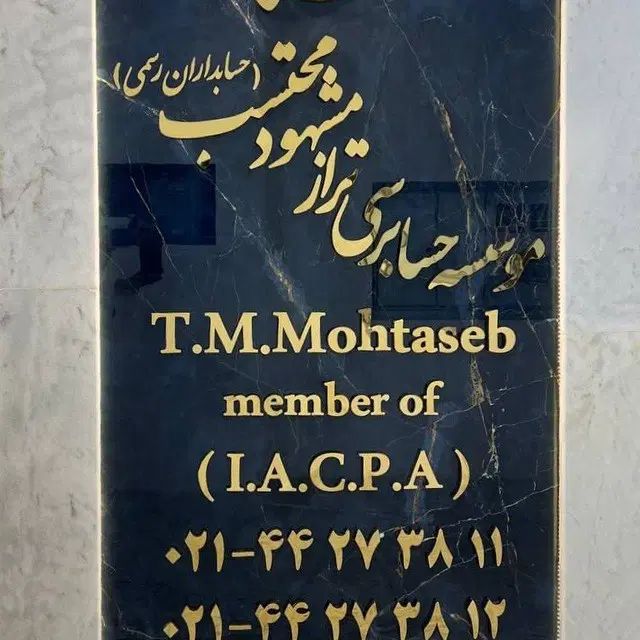 موسسه حسابرسی تراز مشهود محتسب
(حسابداران رسمی)
T.M.Mohtaseb
member of
(I.A.C.P.A)
۰۲۱-۴۴ ۲۷ ۳۸ ۱۱
۰۲۱-۴۴ ۲۷ ۳۸ ۱۲